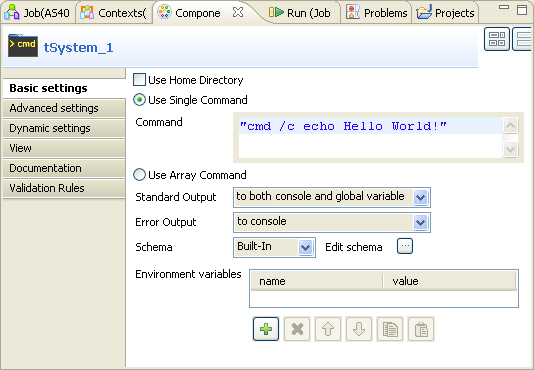 Job(AS40 Contexts( Compone Run (Job Problems Projects
cmd tSystem_1
Basic settings
Advanced settings
Dynamic settings
View
Documentation
Validation Rules
Use Home Directory
Use Single Command
Command "cmd /c echo Hello World!"
Use Array Command
Standard Output to both console and global variable
Error Output to console
Schema Built-In Edit schema ...
Environment variables name value